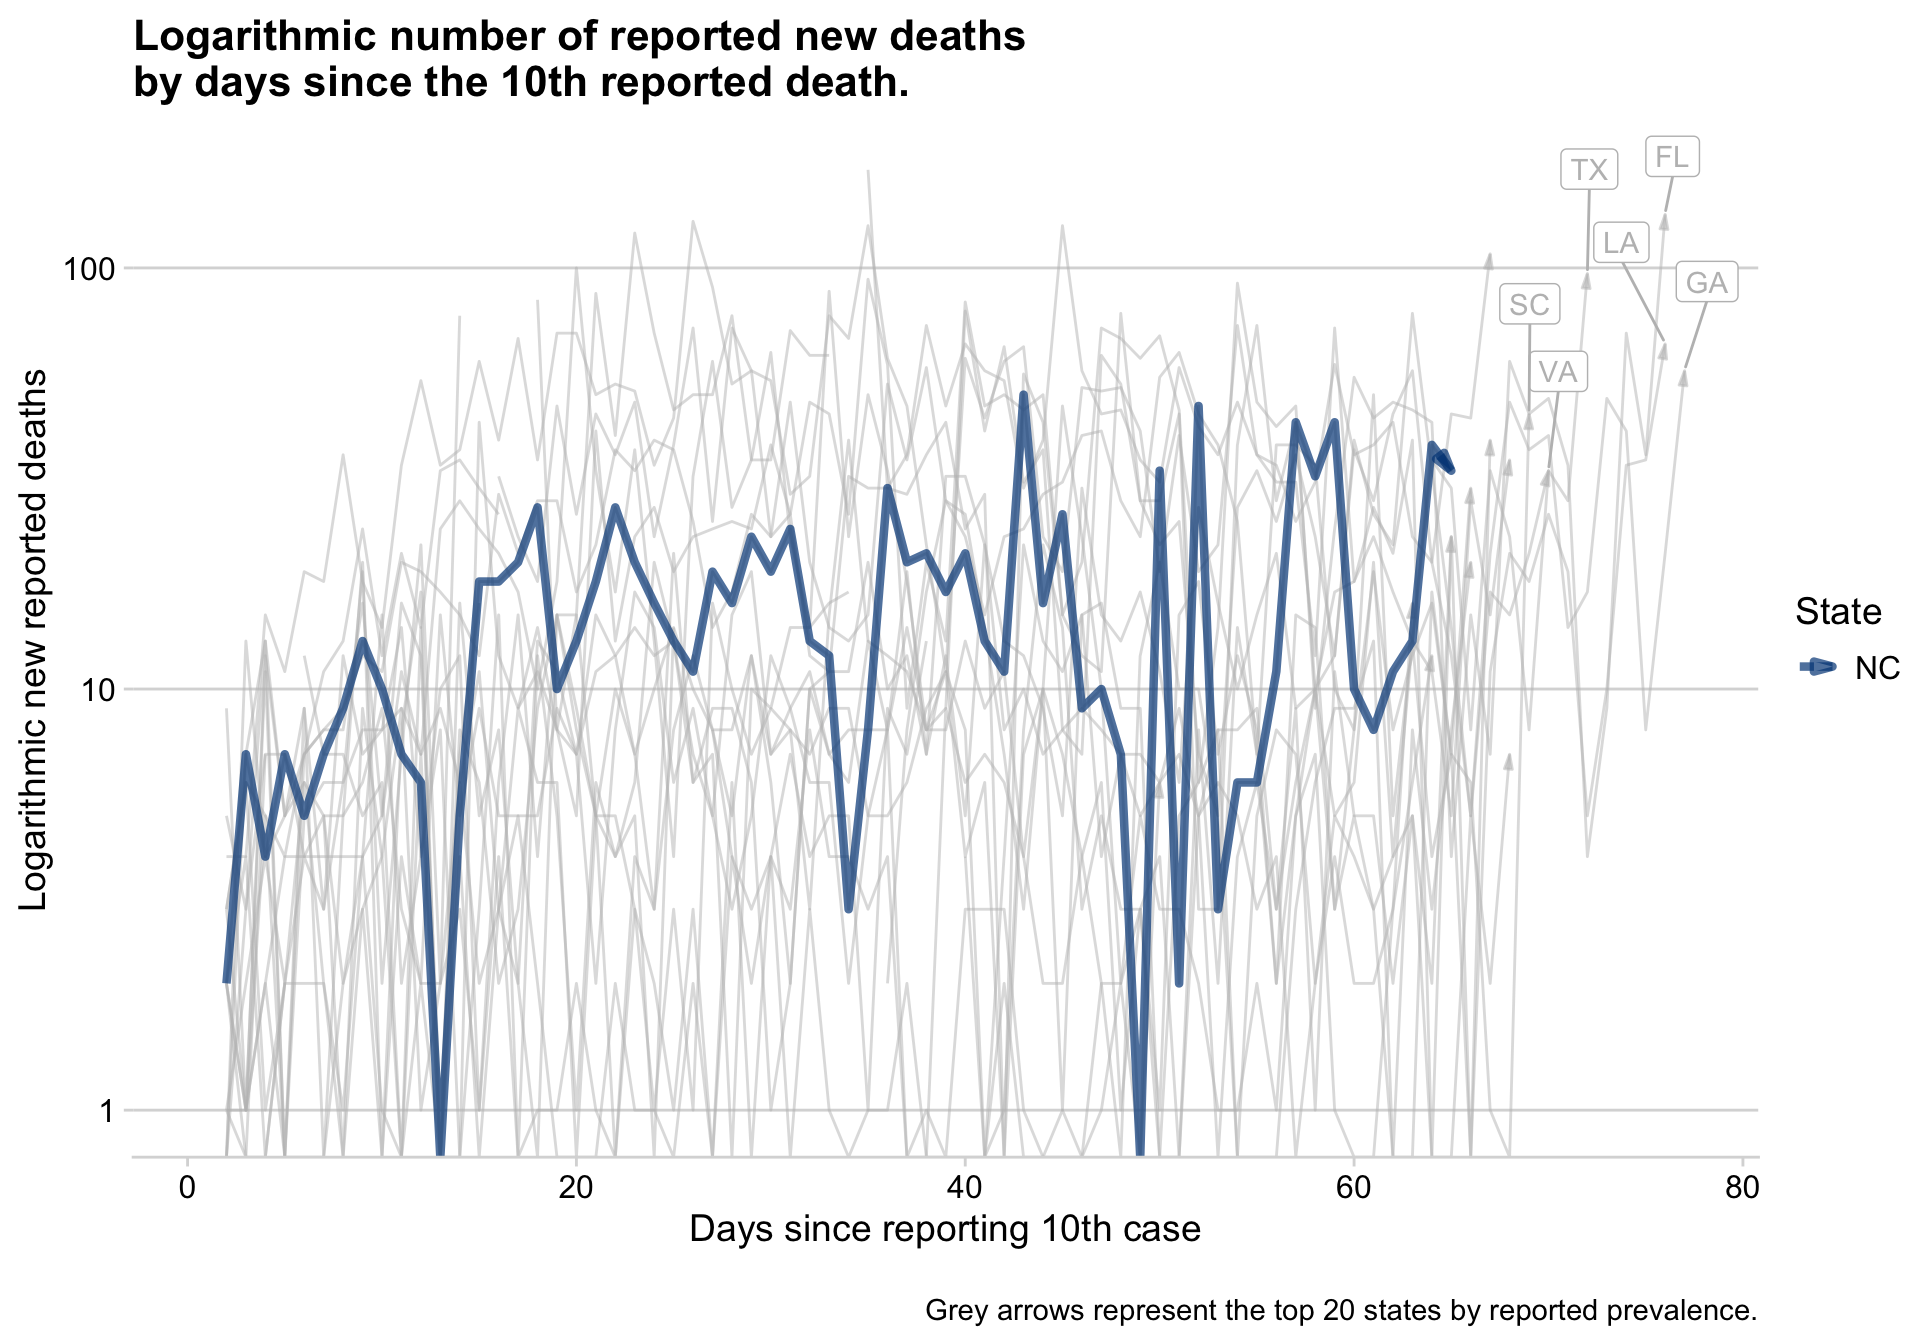 Logarithmic number of reported new deaths
by days since the 10th reported death.
TX
FL
LA
GA
SC
VA
100
10
1
Logarithmic new reported deaths
0
20
40
60
80
Days since reporting 10th case
State
NC
Grey arrows represent the top 20 states by reported prevalence.